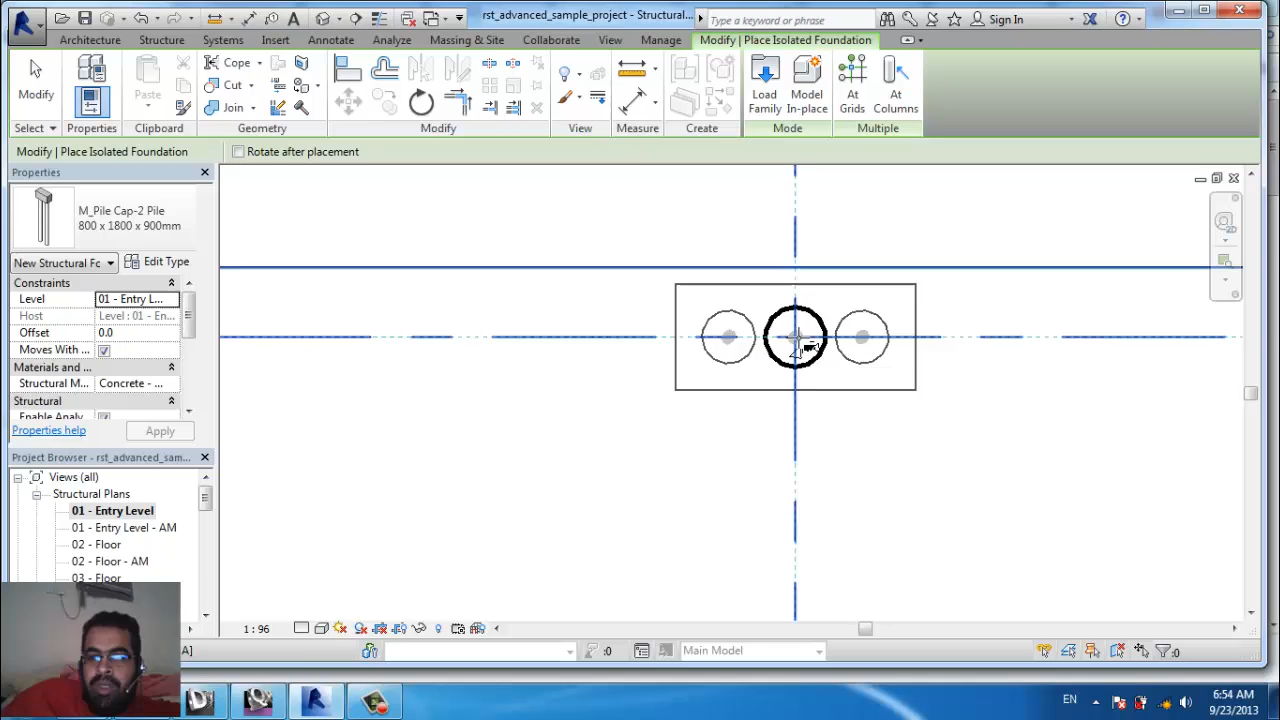 rst_advanced_sample_project - Structural...
Type a keyword or phrase
Sign In
Architecture Structure Systems Insert Annotate Analyze Massing & Site Collaborate View Manage Modify | Place Isolated Foundation
Modify Paste Cope Cut Join Load Family Model In-place At Grids At Columns
Select Properties Clipboard Geometry Modify View Measure Create Mode Multiple
Modify | Place Isolated Foundation Rotate after placement
Properties
M_Pile Cap-2 Pile
800 x 1800 x 900mm
New Structural Fc Edit Type
Constraints
Level 01 - Entry L...
Host Level : 01 - En...
Offset 0.0
Moves With
Materials and
Structural M... Concrete - ...
Structural
Enable Analy
Properties help Apply
Project Browser - rst_advanced_sam...
Views (all)
Structural Plans
01 - Entry Level
01 - Entry Level - AM
02 - Floor
02 - Floor - AM
03 - Floor
1 : 96
A] :0 Main Model :0
EN 6:54 AM
9/23/2013